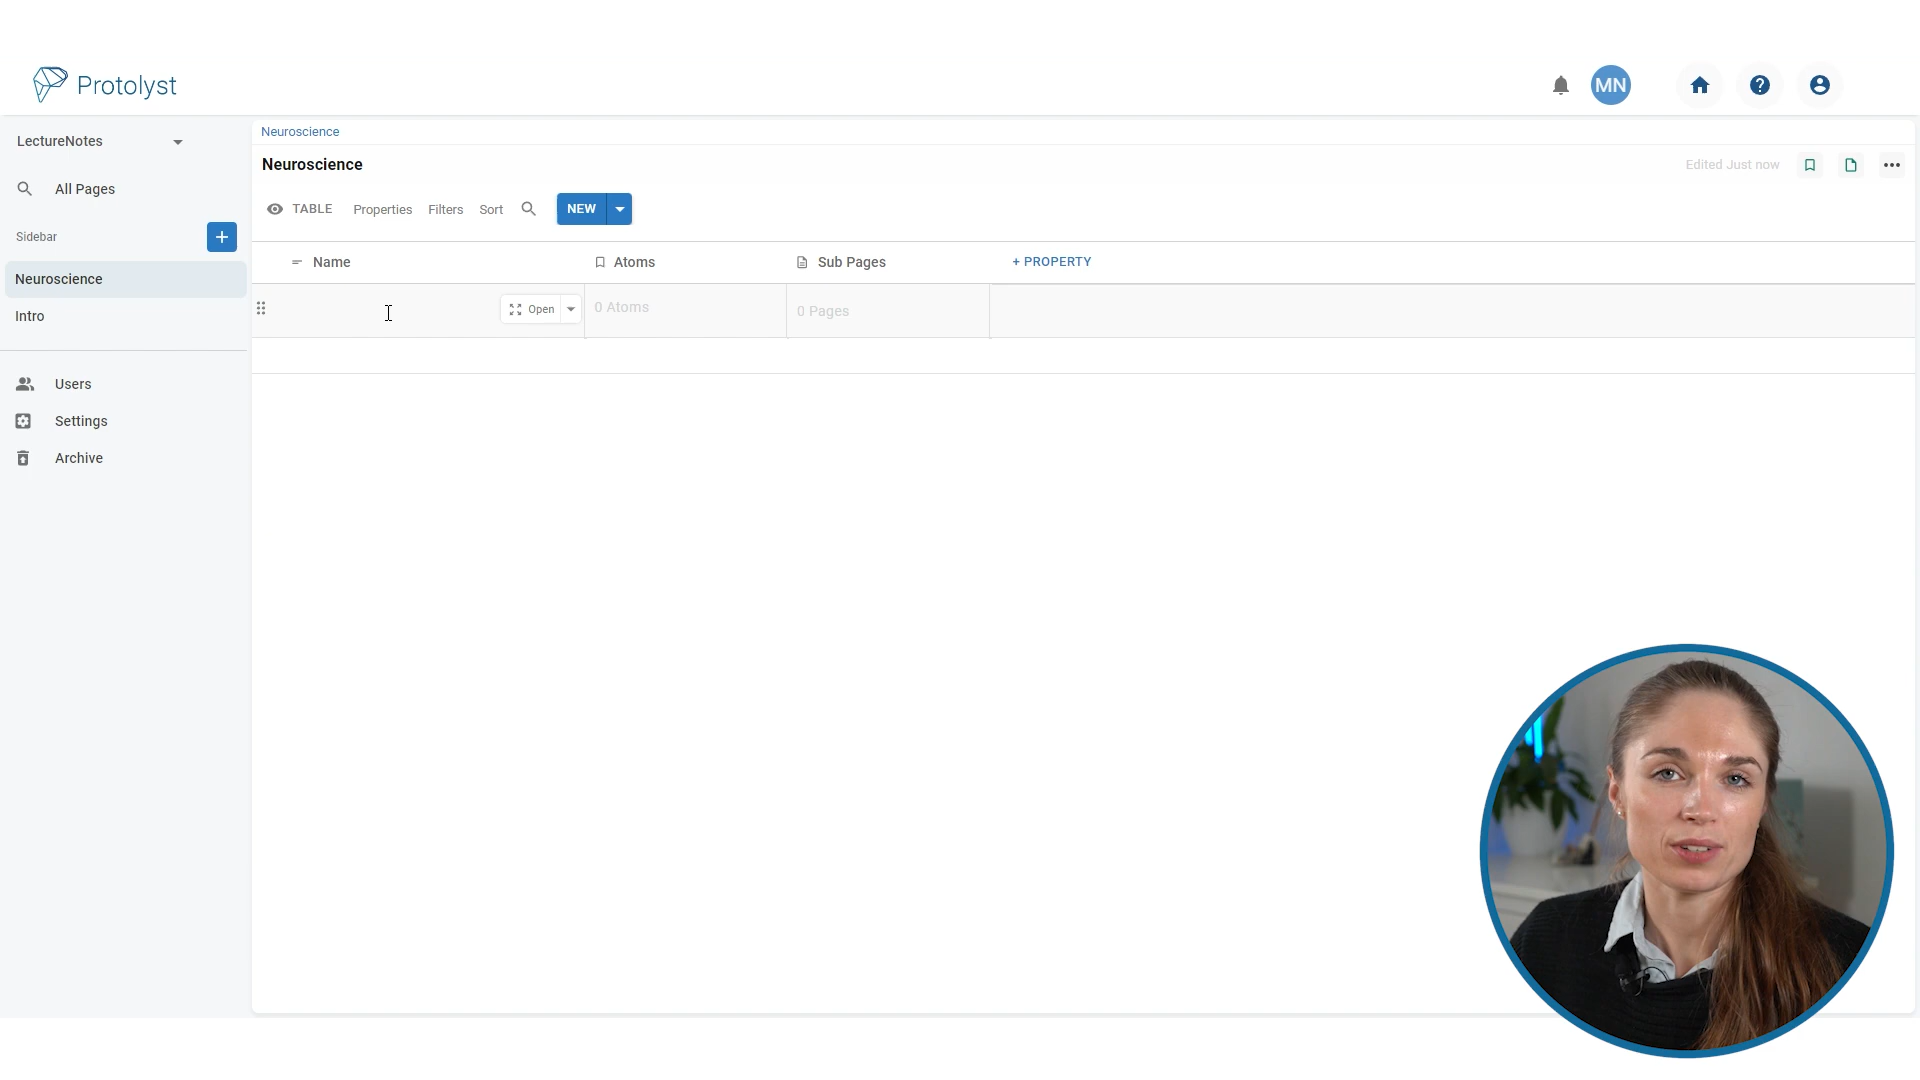 Protolyst
MN
LectureNotes
All Pages
Sidebar
Neuroscience
Intro
Users
Settings
Archive
Neuroscience
Neuroscience
Edited Just now
TABLE Properties Filters Sort NEW
Name Atoms Sub Pages + PROPERTY
Open 0 Atoms 0 Pages